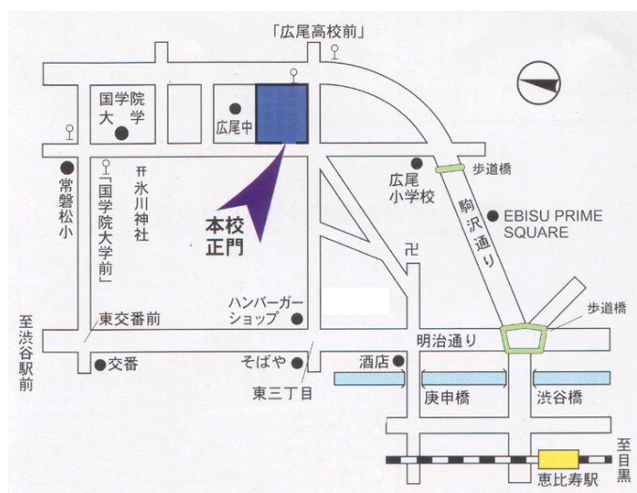 「広尾高校前」
国学院
大　学
広尾中
常磐松小
「国学院大学前」
氷川神社
本校
正門
広尾
小学校
歩道橋
駒沢通り
EBISU PRIME
SQUARE
ハンバーガー
ショップ
歩道橋
至渋谷駅前
東交番前
明治通り
交番
そばや
酒店
東三丁目
庚申橋
渋谷橋
至目黒
恵比寿駅